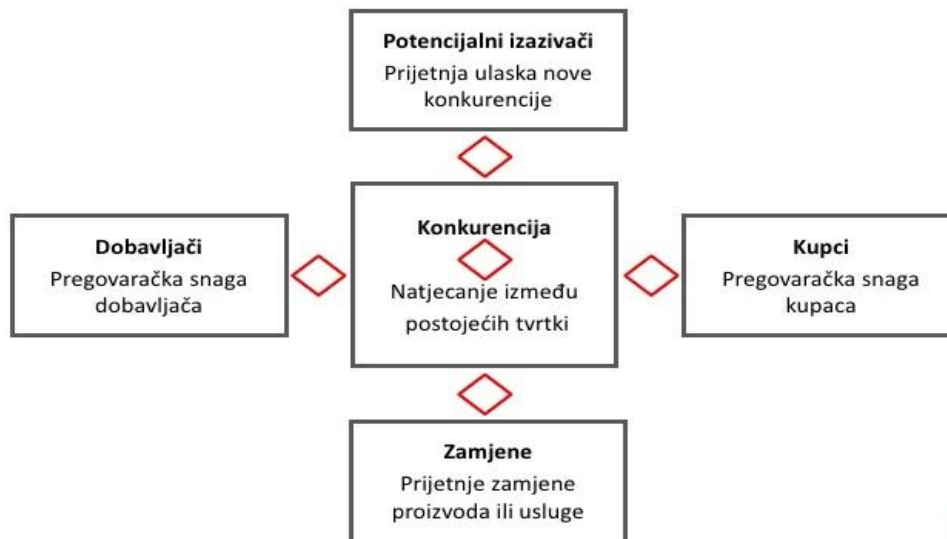 Potencijalni izazivači
Prijetnja ulaska nove
konkurencije
Dobavljači
Pregovaračka snaga
dobavljača
Konkurencija
Natjecanje između
postojećih tvrtki
Kupci
Pregovaračka snaga
kupaca
Zamjene
Prijetnje zamjene
proizvoda ili usluge